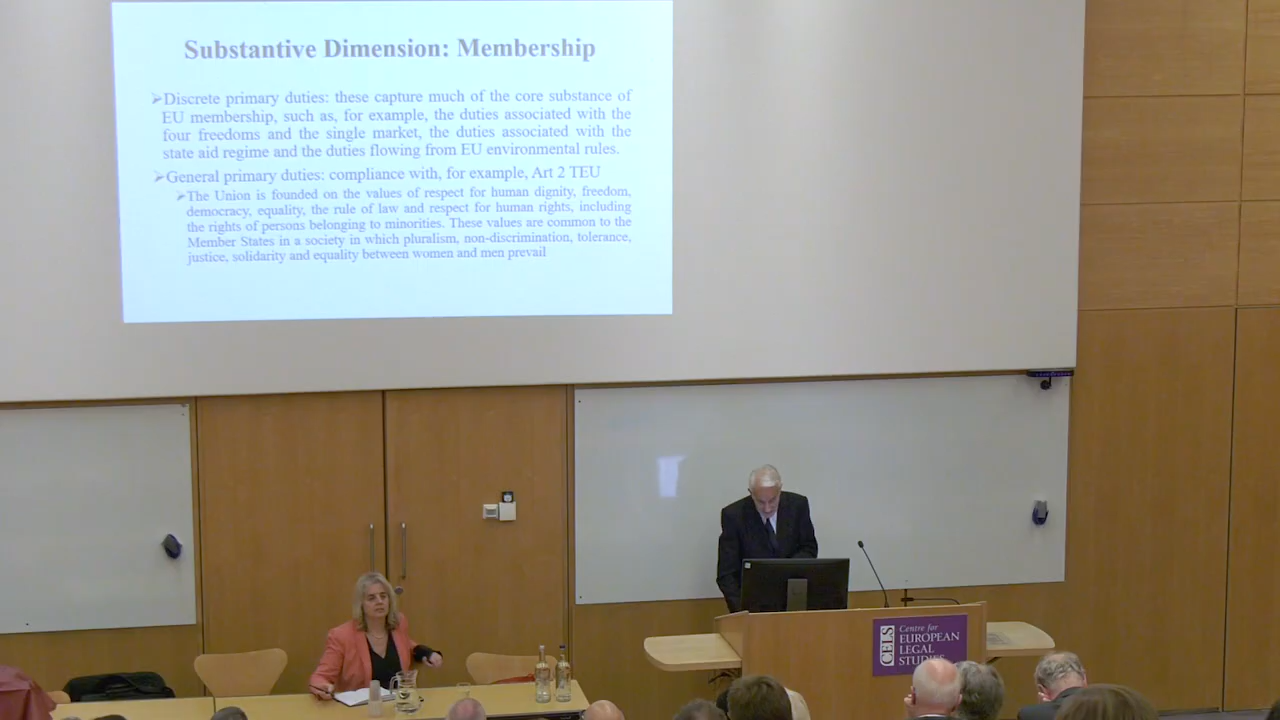 Substantive Dimension: Membership
➢Discrete primary duties: these capture much of the core substance of
EU membership, such as, for example, the duties associated with the
four freedoms and the single market, the duties associated with the
state aid regime and the duties flowing from EU environmental rules.
➢General primary duties: compliance with, for example, Art 2 TEU
➢The Union is founded on the values of respect for human dignity, freedom,
democracy, equality, the rule of law and respect for human rights, including
the rights of persons belonging to minorities. These values are common to the
Member States in a society in which pluralism, non-discrimination, tolerance,
justice, solidarity and equality between women and men prevail
CELS
Centre for
EUROPEAN
LEGAL
STUDIES